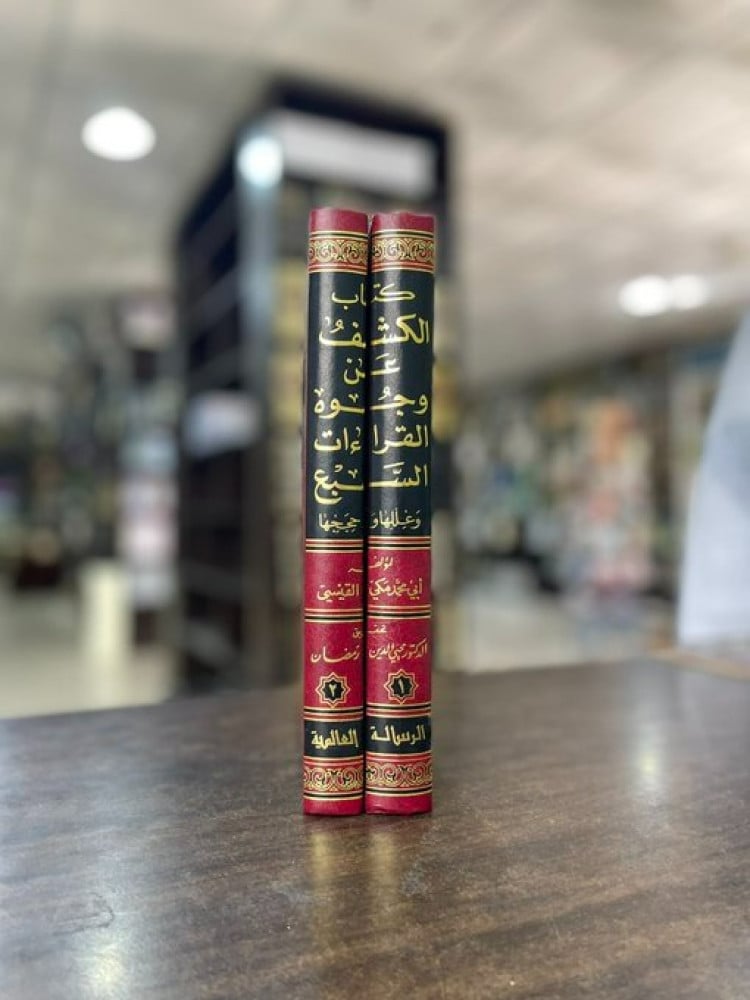 كتاب
الكشف
عن
وجوه
القراءات
السبع
وعللها وحججها
لمؤلفه
أبي محمد مكي القيسي
تحقيق
الدكتور محيي الدين رمضان
١ ٢
الرسالة العالمية